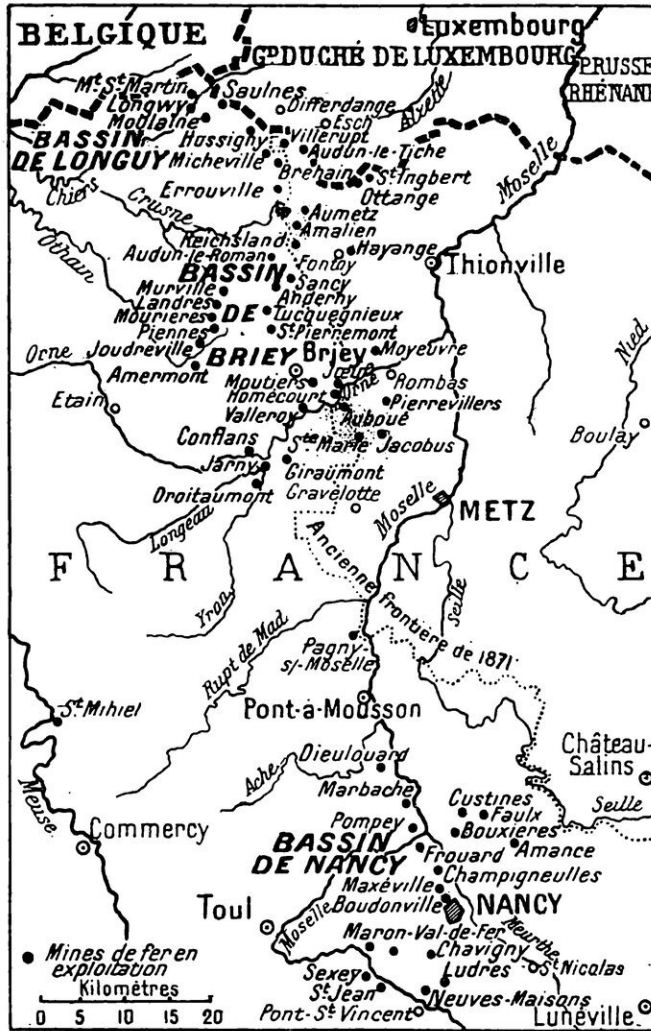 BELGIQUE
Luxembourg
Gᴰ DUCHÉ DE LUXEMBOURG
PRUSSE
RHÉNANE
Mᵗ Sᵗ Martin
Saulnes
Longwy
Differdange
Alzette
Moulaine
Esch
Hussigny
Villerupt
BASSIN
DE LONGUY
Audun-le-Tiche
Micheville
Moselle
Brehain
Sᵗ Ingbert
Chiers
Errouville
Ottange
Crusne
Aumetz
Othain
Amalien
Reichsland
Hayange
Audun-le-Roman
Fontoy
Thionville
BASSIN
Sancy
Murville
Anderny
Landres
DE
Tucquegnieux
Mourieres
Piennes
Sᵗ Pierremont
Nied
Orne
Joudreville
BRIEY
Briey
Moyeuvre
Amermont
Joeuf
Moutiers
Orne
Rombas
Homécourt
Etain
Pierrevillers
Valleroy
Auboué
Boulay
Conflans
Sᵗᵉ Marie
Jacobus
Jarny
Giraumont
Droitaumont
Gravelotte
Moselle
METZ
Longeau
FRANCE
Ancienne frontière de 1871
Yron
Seille
Rupt de Mad
Pagny-
s/-Moselle
Sᵗ Mihiel
Pont-à-Mousson
Château-
Salins
Dieulouard
Ache
Marbache
Meuse
Custines
Seille
Faulx
Commercy
Pompey
Bouxieres
BASSIN
DE NANCY
Amance
Frouard
Champigneulles
Maxéville
Toul
Boudonville
NANCY
Moselle
Meurthe
Maron-Val-de-Fer
Mines de fer en
exploitation
Chavigny
Sᵗ Nicolas
Kilomètres
Sexey
Ludres
0 5 10 15 20
Sᵗ Jean
Neuves-Maisons
Pont-Sᵗ Vincent
Lunéville